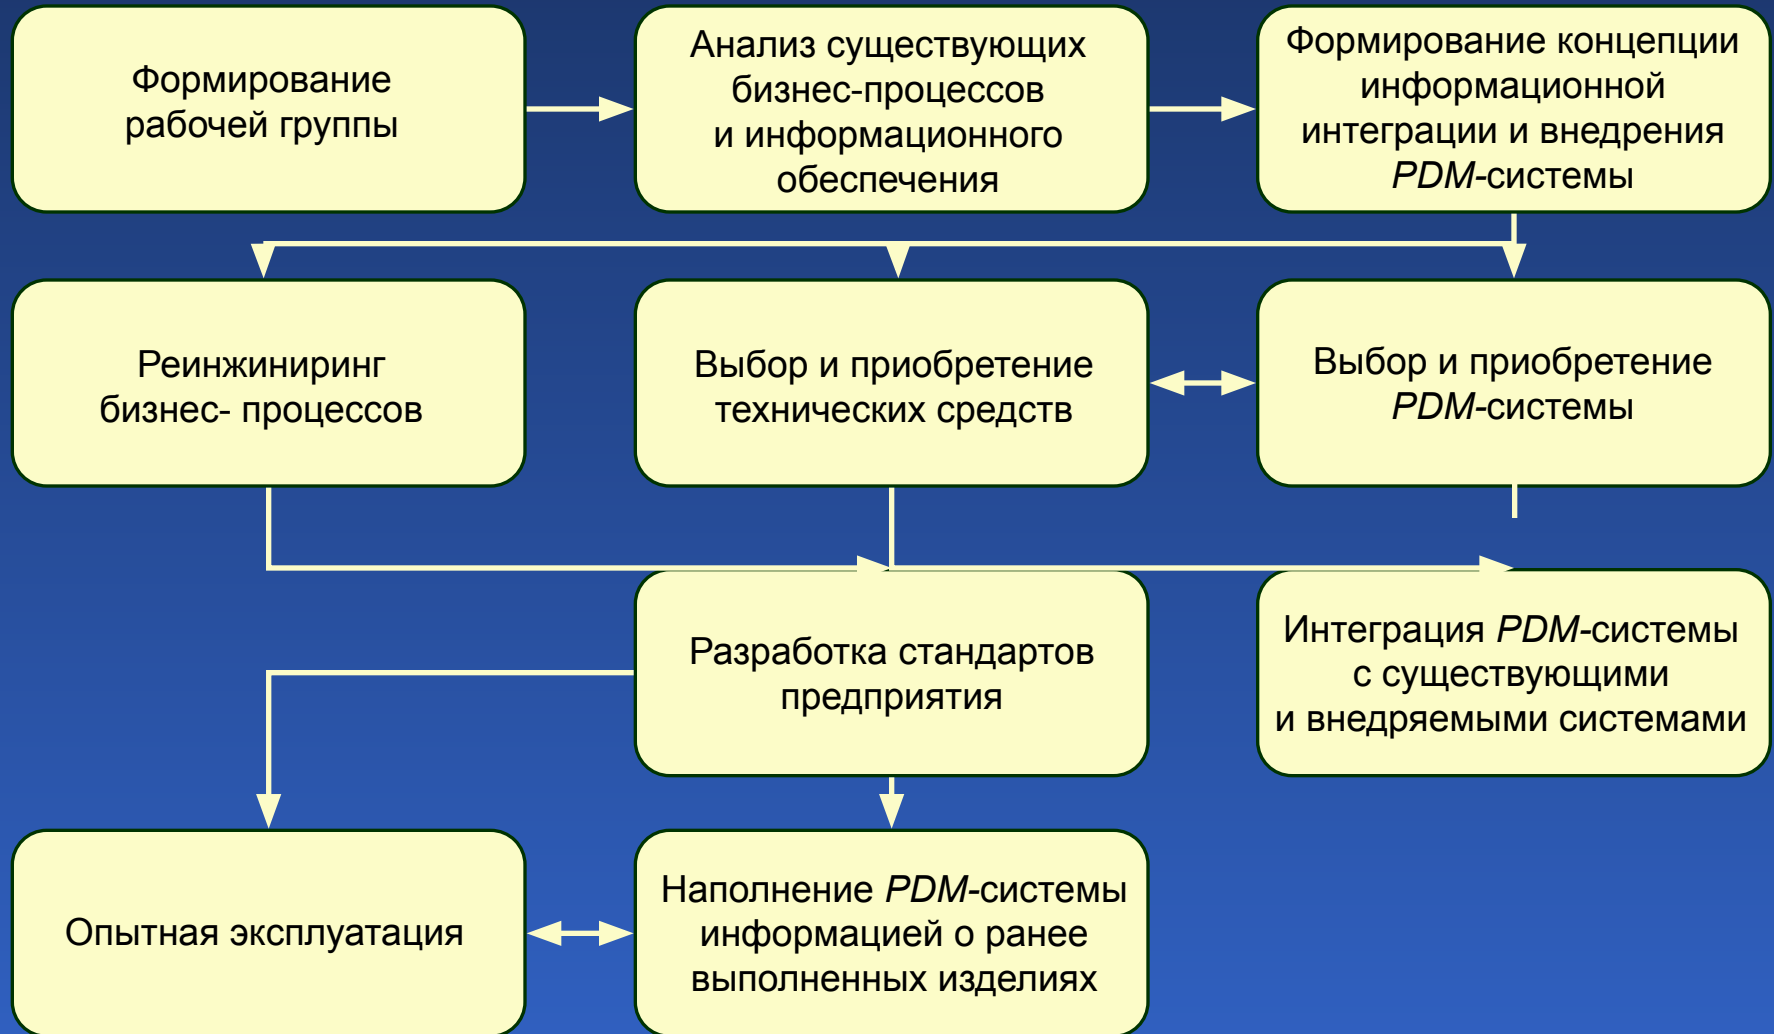 Формирование
рабочей группы
Анализ существующих
бизнес-процессов
и информационного
обеспечения
Формирование концепции
информационной
интеграции и внедрения
PDM-системы
Реинжиниринг
бизнес- процессов
Выбор и приобретение
технических средств
Выбор и приобретение
PDM-системы
Разработка стандартов
предприятия
Интеграция PDM-системы
с существующими
и внедряемыми системами
Опытная эксплуатация
Наполнение PDM-системы
информацией о ранее
выполненных изделиях